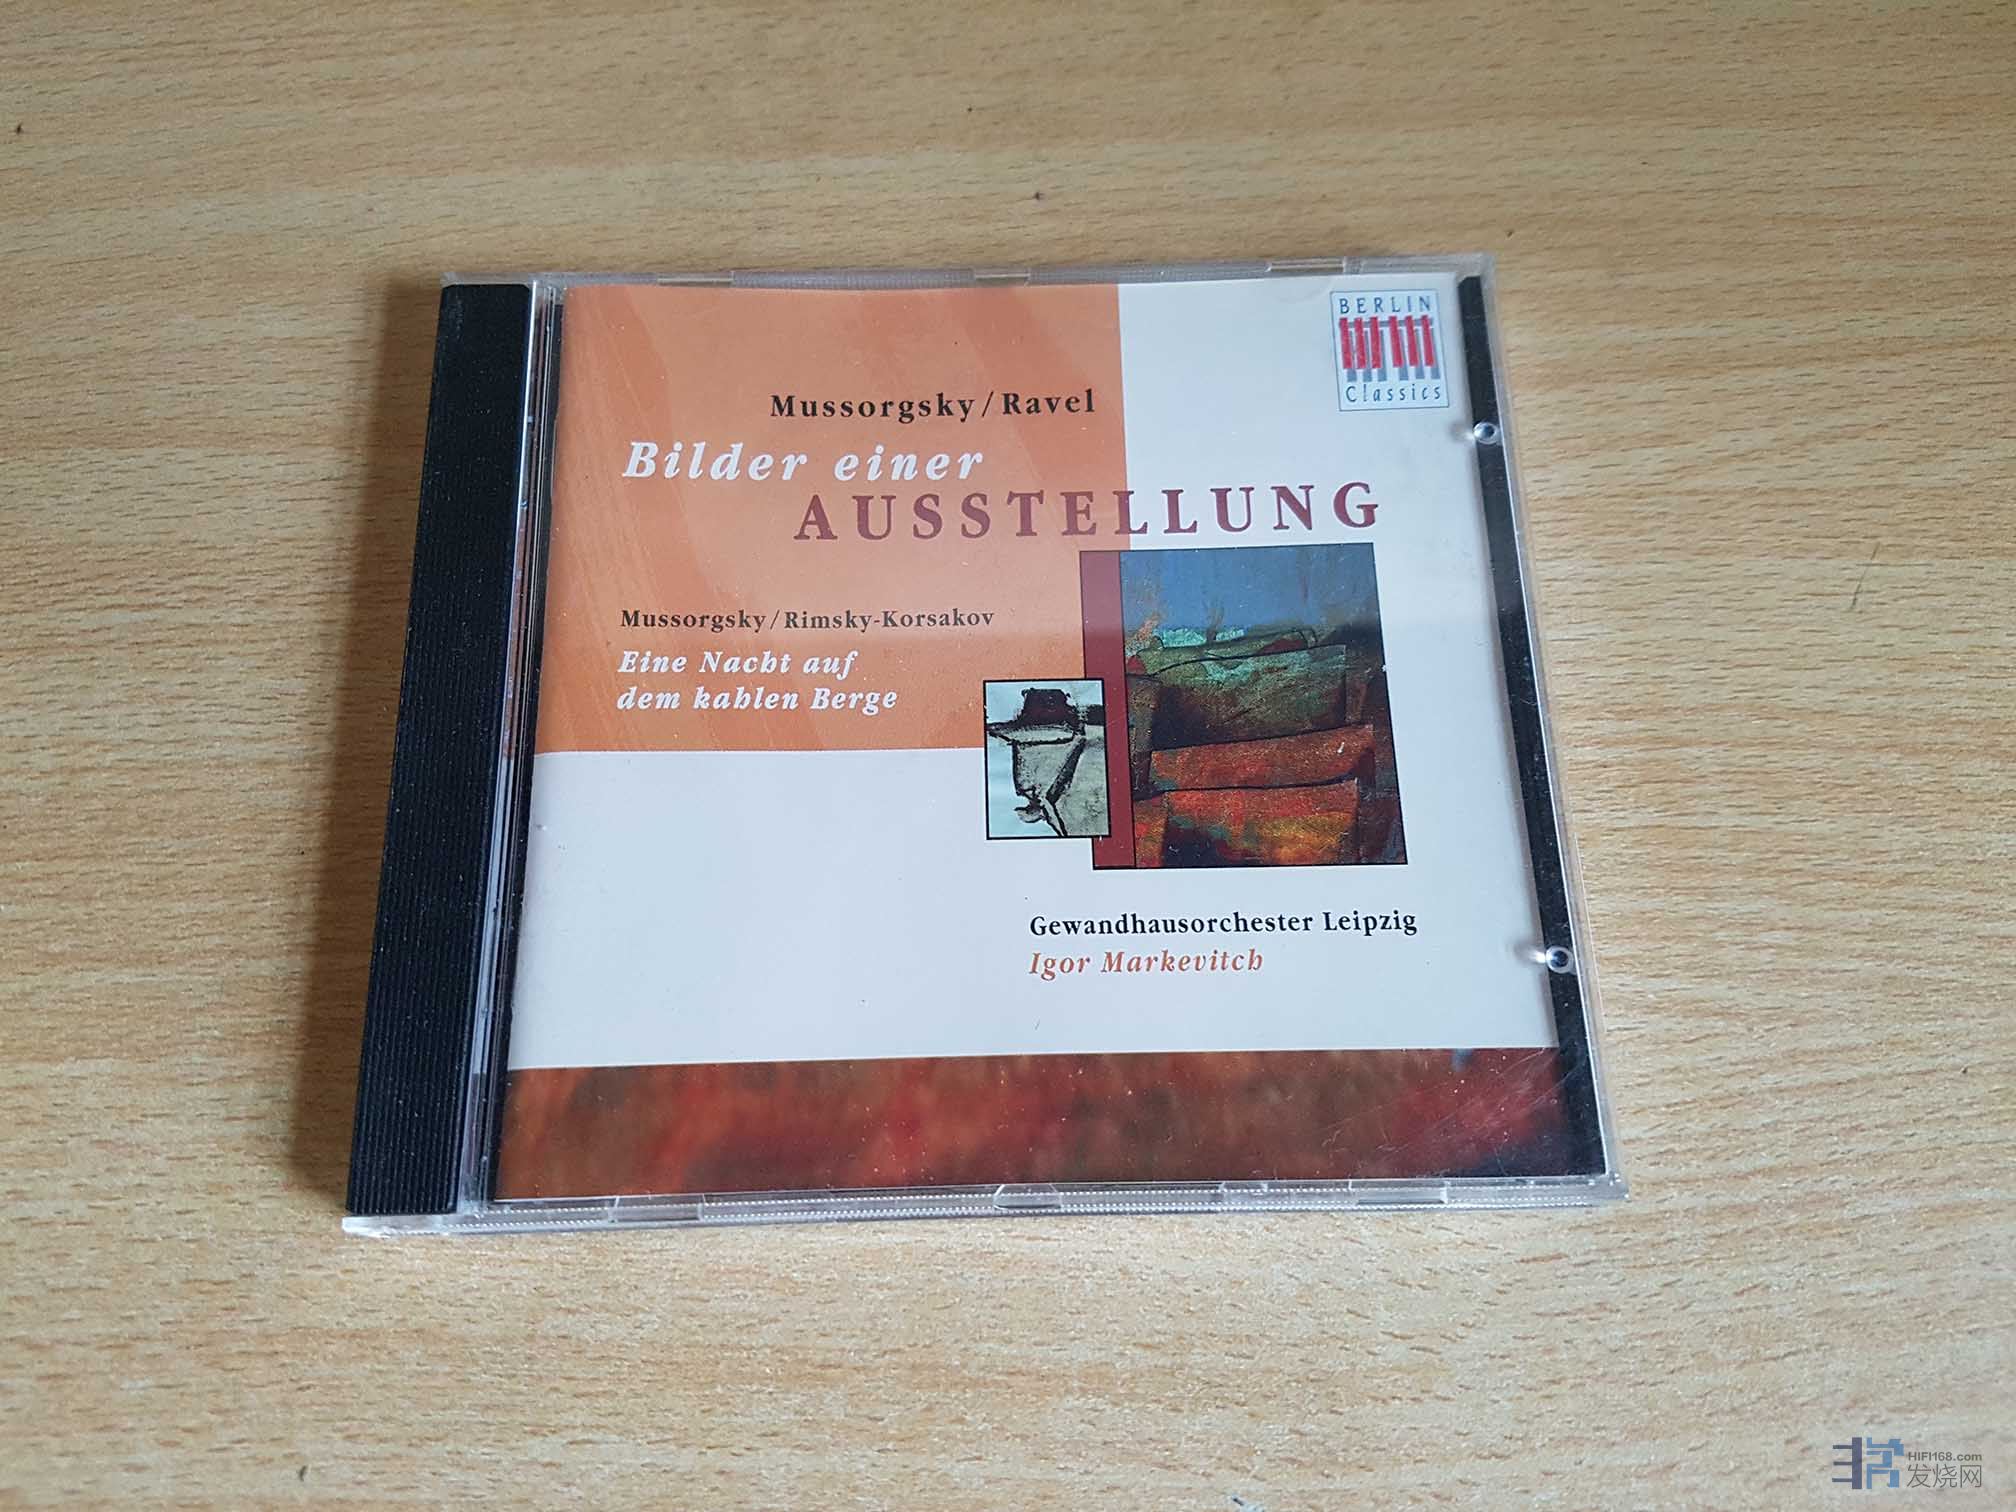 BERLIN
Classics
Mussorgsky/Ravel
Bilder einer
AUSSTELLUNG
Mussorgsky/Rimsky-Korsakov
Eine Nacht auf
dem kahlen Berge
Gewandhausorchester Leipzig
Igor Markevitch
HIFI168.com
发烧网